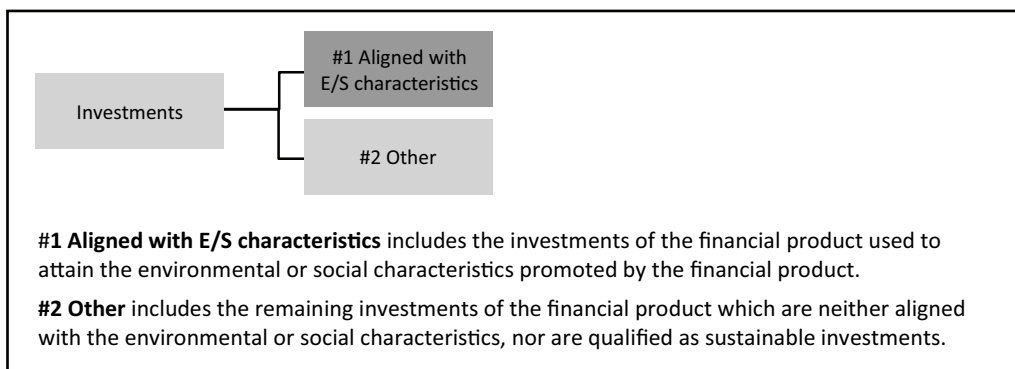 #1 Aligned with
E/S characteristics
Investments
#2 Other
#1 Aligned with E/S characteristics includes the investments of the financial product used to
attain the environmental or social characteristics promoted by the financial product.
#2 Other includes the remaining investments of the financial product which are neither aligned
with the environmental or social characteristics, nor are qualified as sustainable investments.